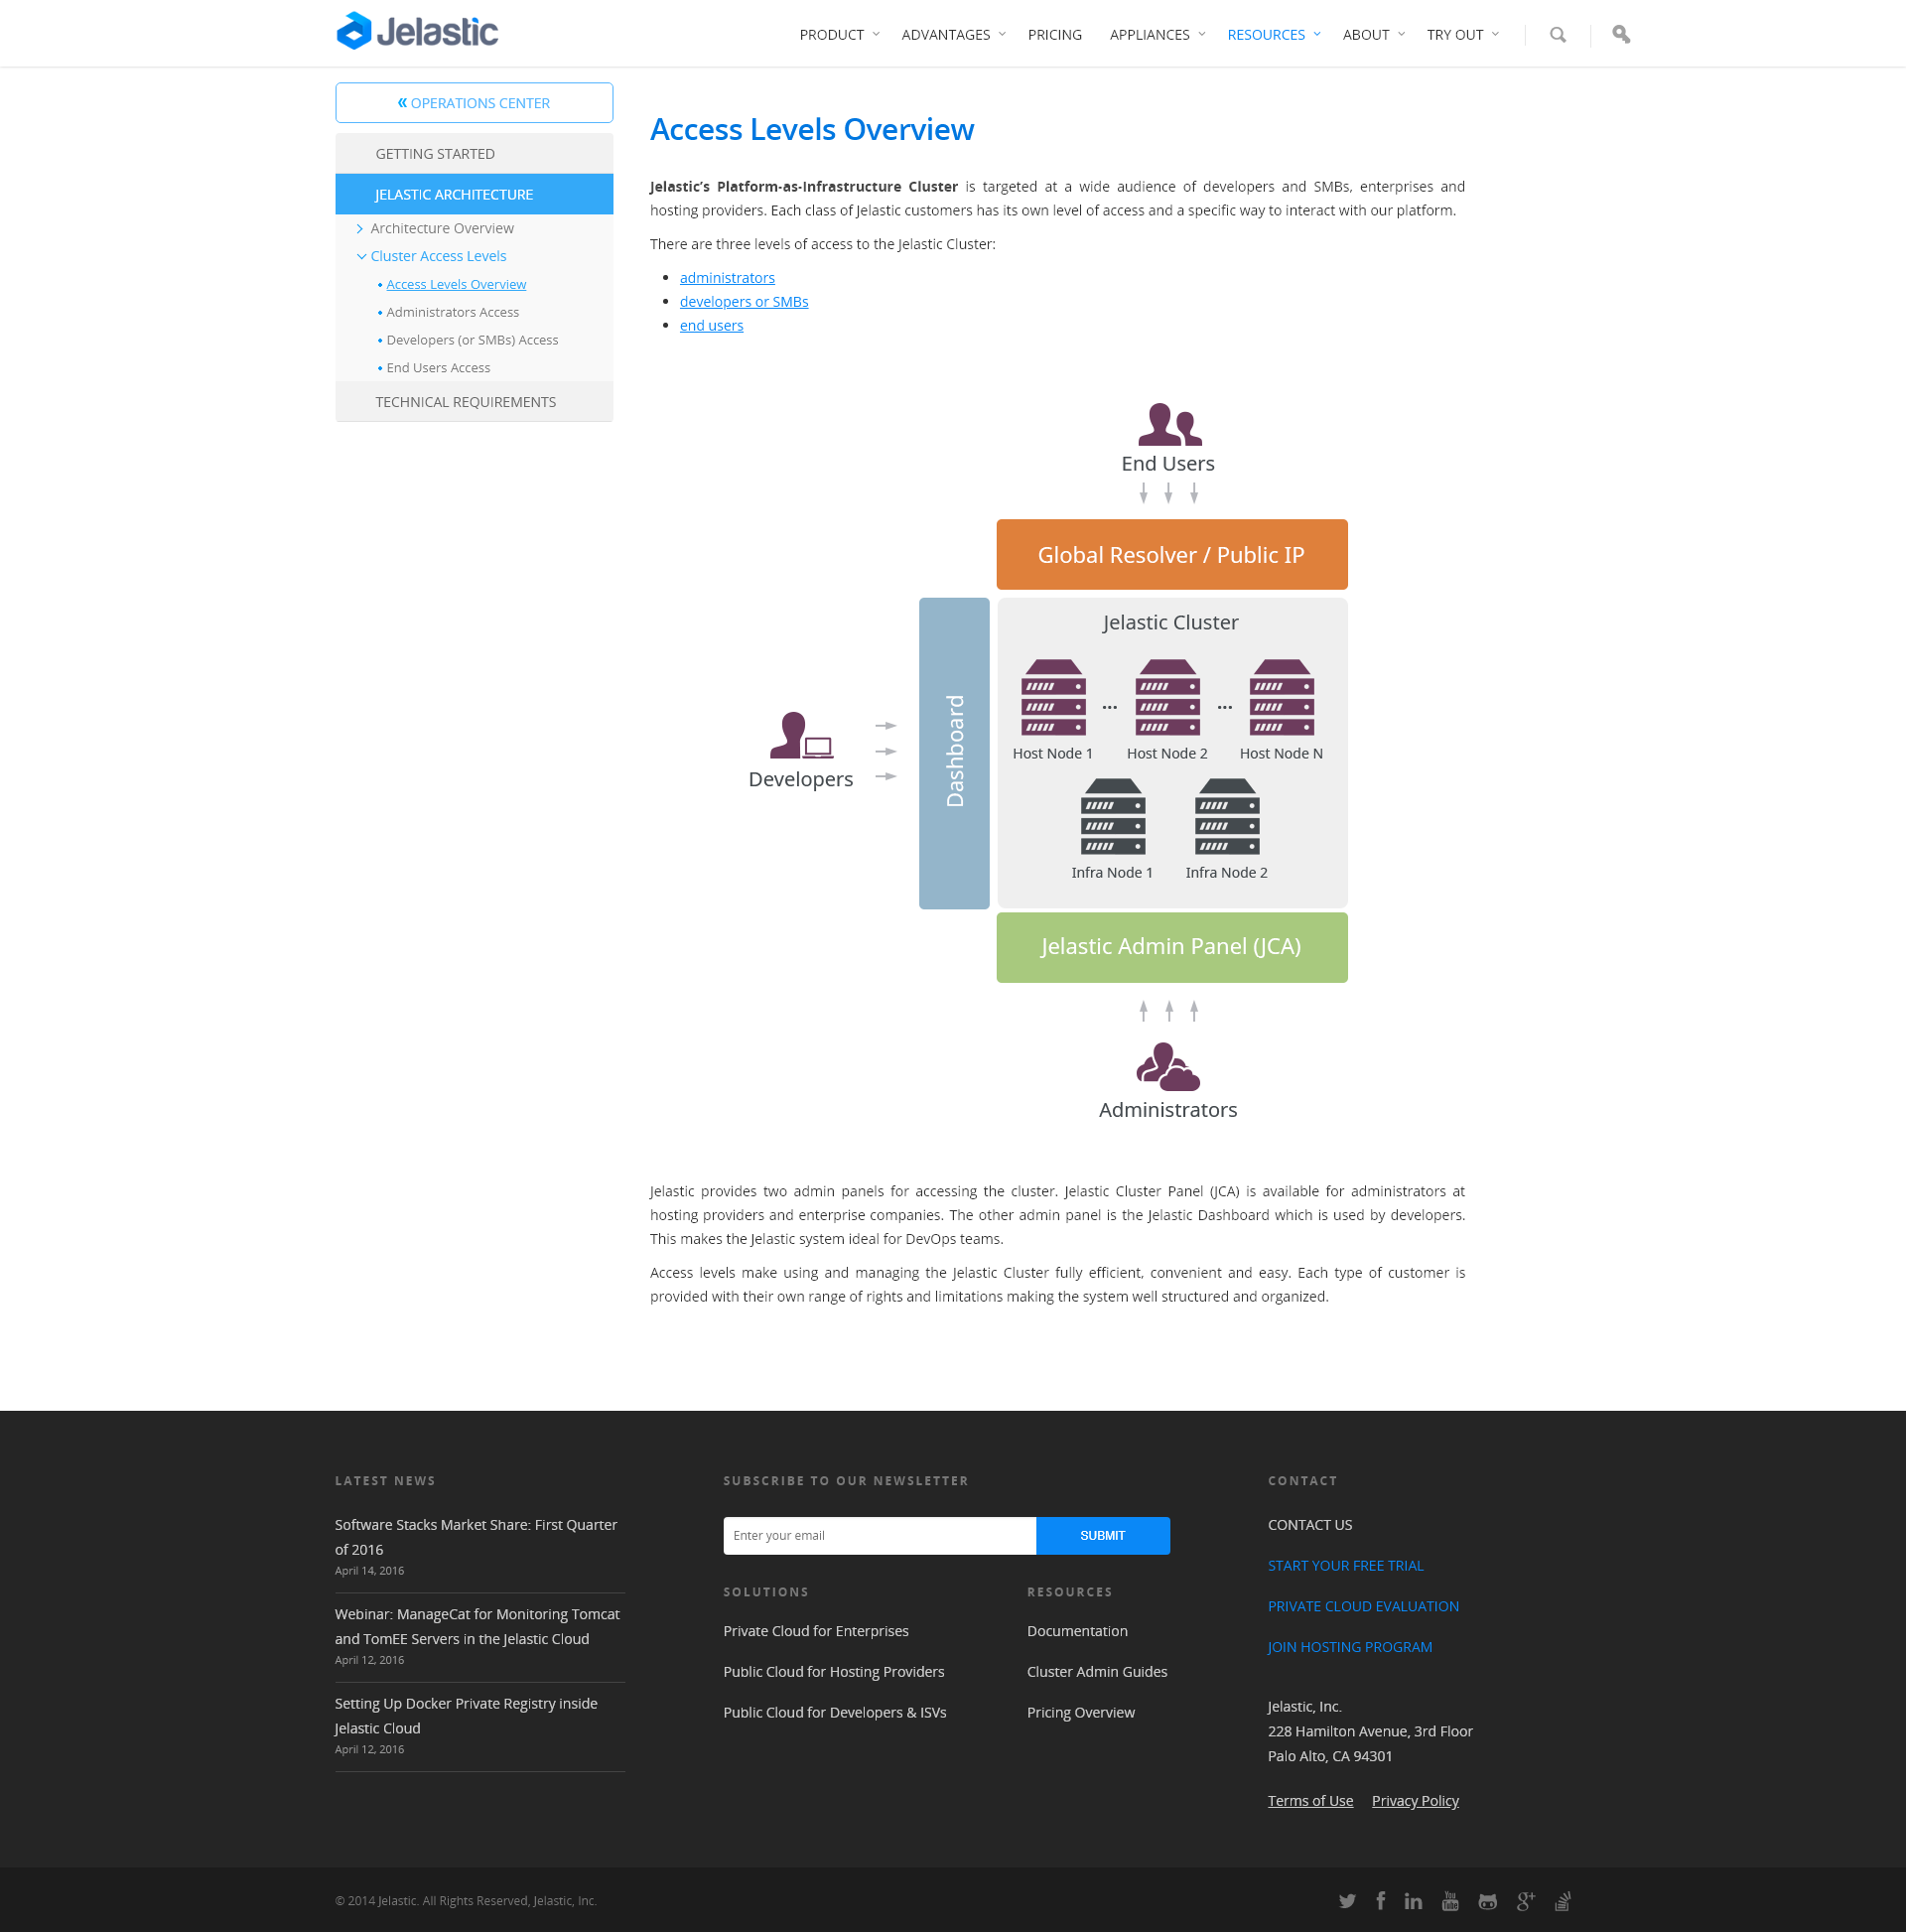 Jelastic
PRODUCT ADVANTAGES PRICING APPLIANCES RESOURCES ABOUT TRY OUT
« OPERATIONS CENTER
GETTING STARTED
JELASTIC ARCHITECTURE
Architecture Overview
Cluster Access Levels
Access Levels Overview
Administrators Access
Developers (or SMBs) Access
End Users Access
TECHNICAL REQUIREMENTS
Access Levels Overview
Jelastic’s Platform-as-Infrastructure Cluster is targeted at a wide audience of developers and SMBs, enterprises and
hosting providers. Each class of Jelastic customers has its own level of access and a specific way to interact with our platform.
There are three levels of access to the Jelastic Cluster:
administrators
developers or SMBs
end users
End Users
Global Resolver / Public IP
Jelastic Cluster
... ...
Host Node 1 Host Node 2 Host Node N
Dashboard
Developers
Infra Node 1 Infra Node 2
Jelastic Admin Panel (JCA)
Administrators
Jelastic provides two admin panels for accessing the cluster. Jelastic Cluster Panel (JCA) is available for administrators at
hosting providers and enterprise companies. The other admin panel is the Jelastic Dashboard which is used by developers.
This makes the Jelastic system ideal for DevOps teams.
Access levels make using and managing the Jelastic Cluster fully efficient, convenient and easy. Each type of customer is
provided with their own range of rights and limitations making the system well structured and organized.
LATEST NEWS
Software Stacks Market Share: First Quarter
of 2016
April 14, 2016
Webinar: ManageCat for Monitoring Tomcat
and TomEE Servers in the Jelastic Cloud
April 12, 2016
Setting Up Docker Private Registry inside
Jelastic Cloud
April 12, 2016
SUBSCRIBE TO OUR NEWSLETTER
Enter your email SUBMIT
SOLUTIONS
Private Cloud for Enterprises
Public Cloud for Hosting Providers
Public Cloud for Developers & ISVs
RESOURCES
Documentation
Cluster Admin Guides
Pricing Overview
CONTACT
CONTACT US
START YOUR FREE TRIAL
PRIVATE CLOUD EVALUATION
JOIN HOSTING PROGRAM
Jelastic, Inc.
228 Hamilton Avenue, 3rd Floor
Palo Alto, CA 94301
Terms of Use Privacy Policy
© 2014 Jelastic. All Rights Reserved, Jelastic, Inc.